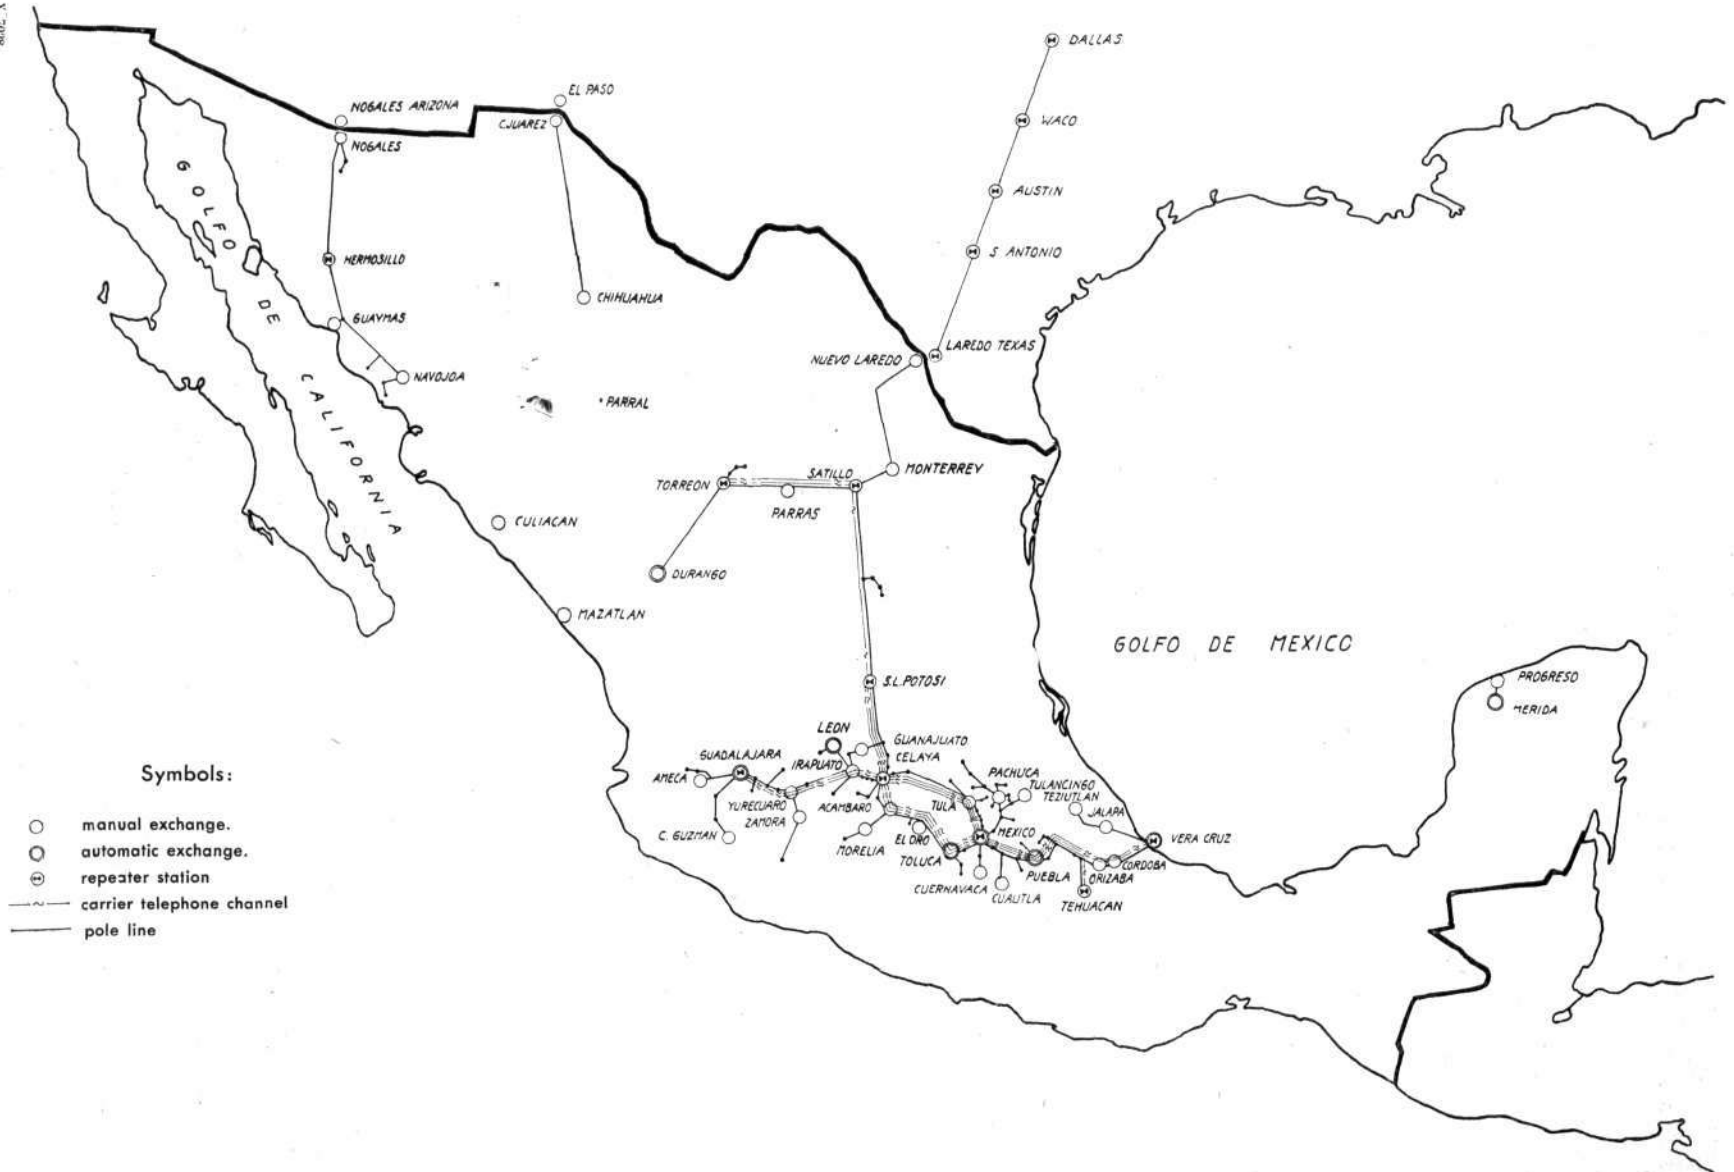 DALLAS
EL PASO
NOGALES ARIZONA
C.JUAREZ
WACO
NOGALES
AUSTIN
GOLFO DE CALIFORNIA
S. ANTONIO
HERMOSILLO
CHIHUAHUA
GUAYMAS
LAREDO TEXAS
NUEVO LAREDO
NAVOJOA
PARRAL
MONTERREY
SATILLO
TORREON
PARRAS
CULIACAN
DURANGO
MAZATLAN
GOLFO DE MEXICO
S.L.POTOSI
PROGRESO
MERIDA
LEON
GUANAJUATO
CELAYA
GUADALAJARA
IRAPUATO
AMECA
PACHUCA
TULANCINGO
TEZIUTLAN
YURECUARO
ACAMBARO
TULA
JALAPA
ZAMORA
C. GUZMAN
MEXICO
VERA CRUZ
EL ORO
MORELIA
TOLUCA
CORDOBA
PUEBLA
ORIZABA
CUERNAVACA
CUAUTLA
TEHUACAN
Symbols:
manual exchange.
automatic exchange.
repeater station
carrier telephone channel
pole line